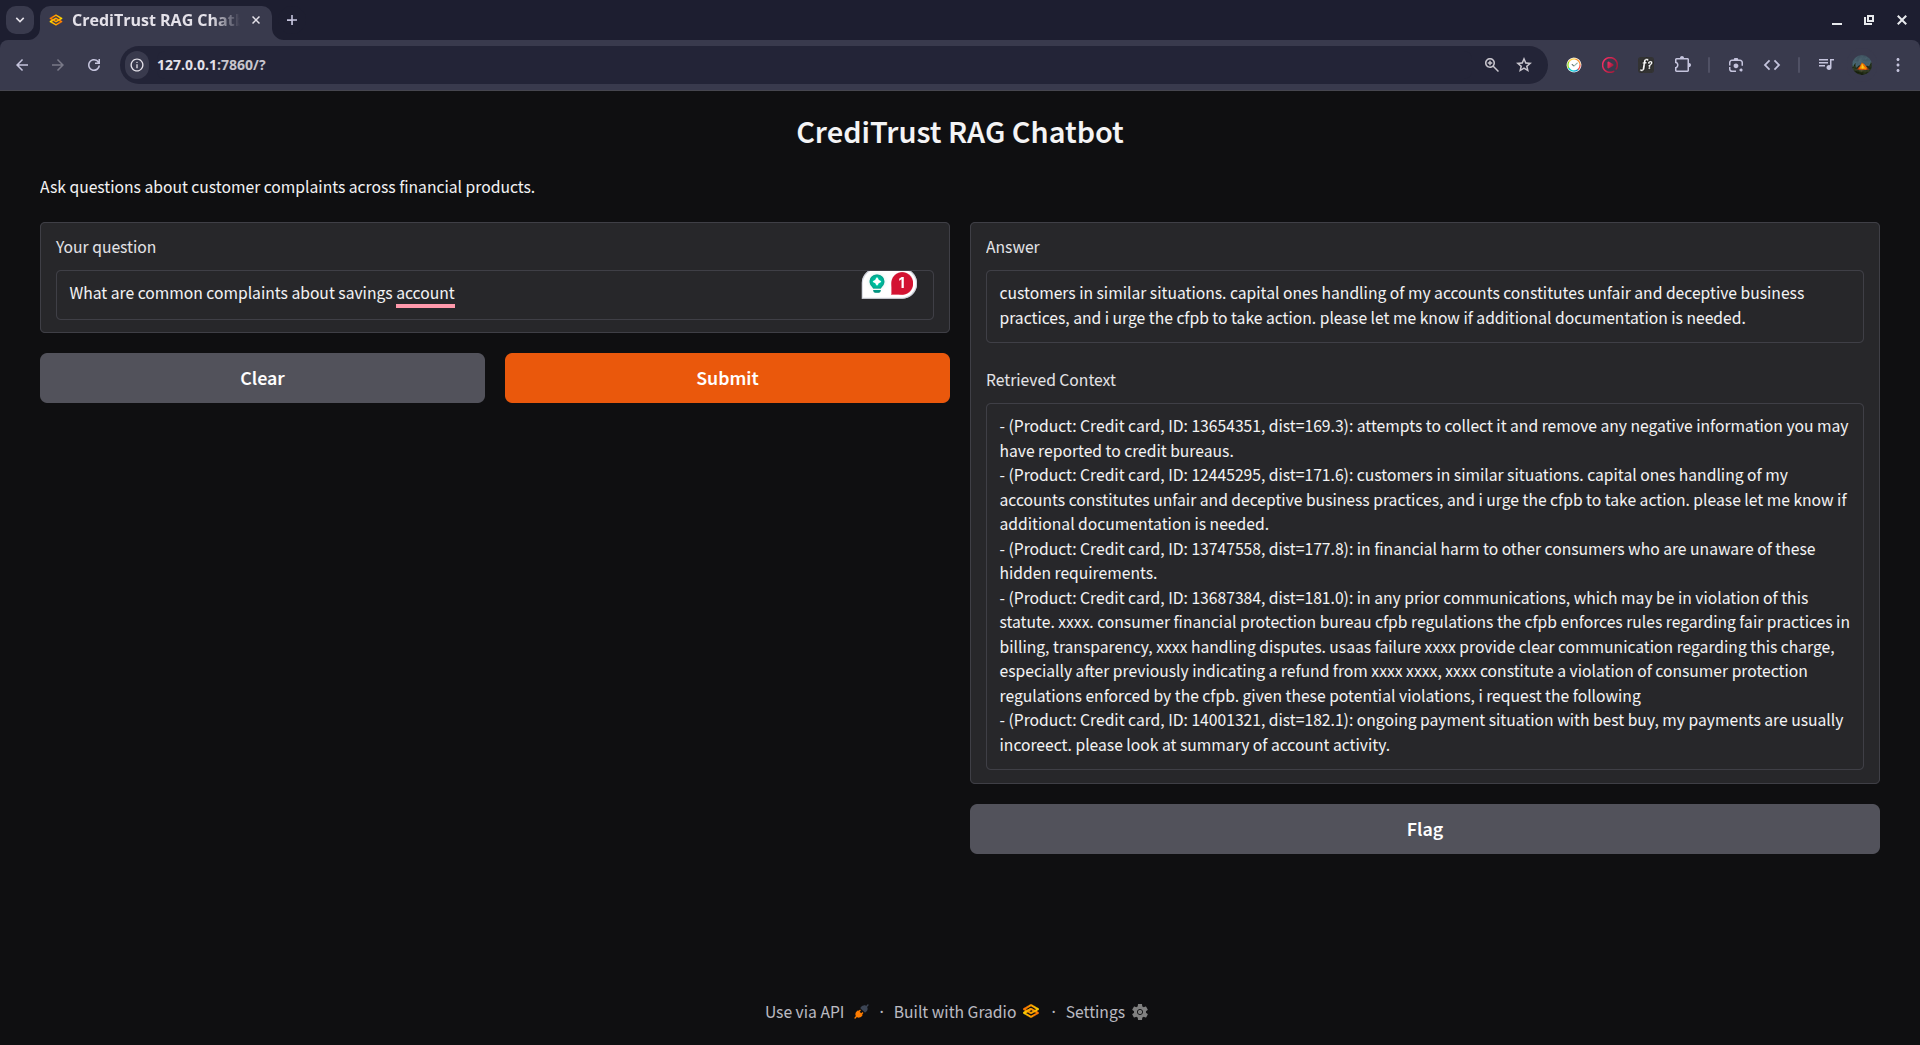 CrediTrust RAG Chat
127.0.0.1:7860/?
f?
CrediTrust RAG Chatbot
Ask questions about customer complaints across financial products.
Your question
What are common complaints about savings account
1
Clear
Submit
Answer
customers in similar situations. capital ones handling of my accounts constitutes unfair and deceptive business
practices, and i urge the cfpb to take action. please let me know if additional documentation is needed.
Retrieved Context
- (Product: Credit card, ID: 13654351, dist=169.3): attempts to collect it and remove any negative information you may
have reported to credit bureaus.
- (Product: Credit card, ID: 12445295, dist=171.6): customers in similar situations. capital ones handling of my
accounts constitutes unfair and deceptive business practices, and i urge the cfpb to take action. please let me know if
additional documentation is needed.
- (Product: Credit card, ID: 13747558, dist=177.8): in financial harm to other consumers who are unaware of these
hidden requirements.
- (Product: Credit card, ID: 13687384, dist=181.0): in any prior communications, which may be in violation of this
statute. xxxx. consumer financial protection bureau cfpb regulations the cfpb enforces rules regarding fair practices in
billing, transparency, xxxx handling disputes. usaas failure xxxx provide clear communication regarding this charge,
especially after previously indicating a refund from xxxx xxxx, xxxx constitute a violation of consumer protection
regulations enforced by the cfpb. given these potential violations, i request the following
- (Product: Credit card, ID: 14001321, dist=182.1): ongoing payment situation with best buy, my payments are usually
incoreect. please look at summary of account activity.
Flag
Use via API · Built with Gradio · Settings